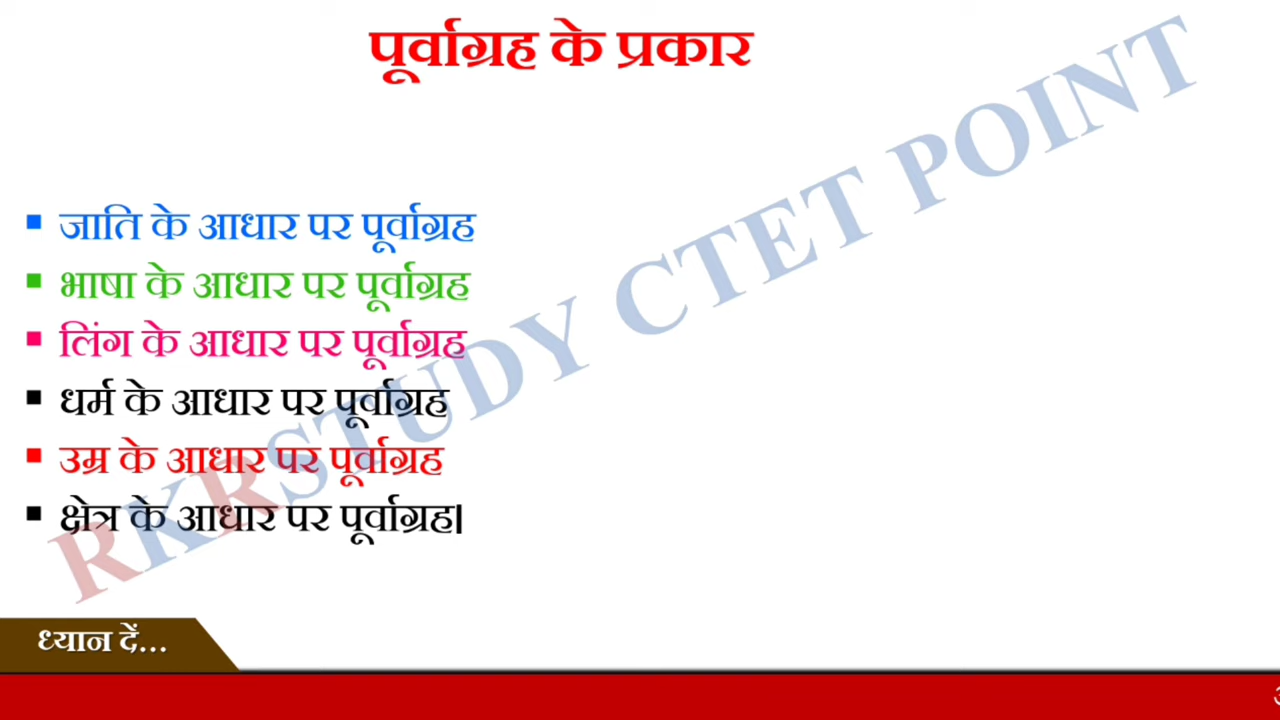 पूर्वाग्रह के प्रकार
जाति के आधार पर पूर्वाग्रह
भाषा के आधार पर पूर्वाग्रह
लिंग के आधार पर पूर्वाग्रह
धर्म के आधार पर पूर्वाग्रह
उम्र के आधार पर पूर्वाग्रह
क्षेत्र के आधार पर पूर्वाग्रह।
RKRSTUDY CTET POINT
ध्यान दें...